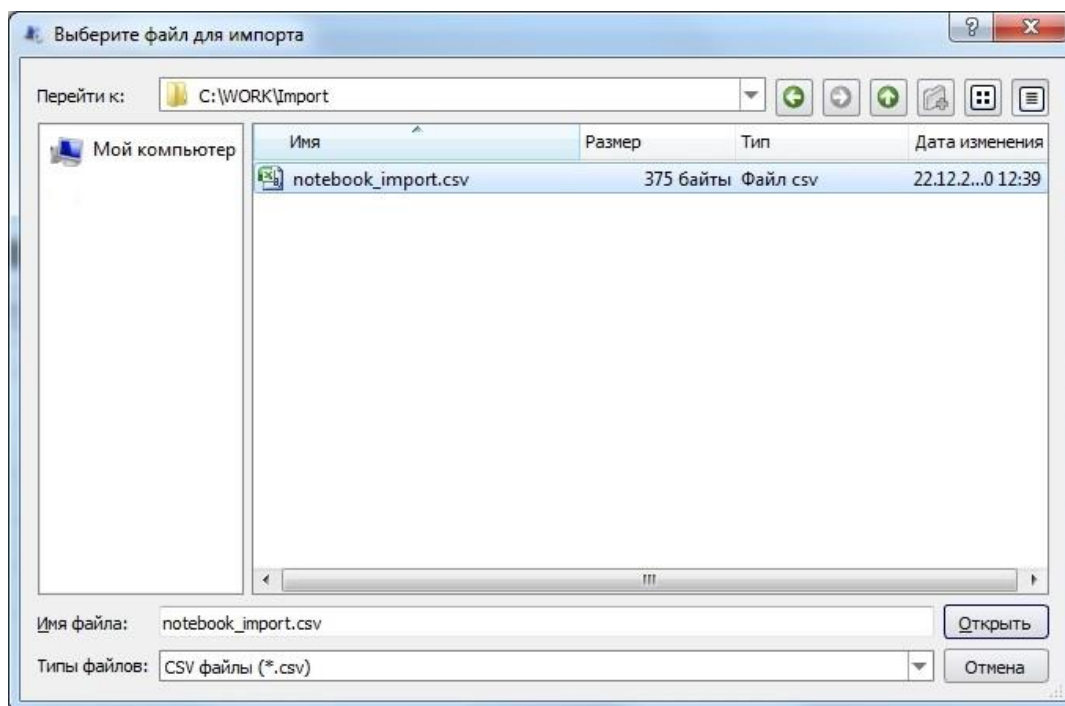 Выберите файл для импорта
Перейти к: C:\WORK\Import
Мой компьютер
Имя Размер Тип Дата изменения
notebook_import.csv 375 байты Файл csv 22.12.2...0 12:39
Имя файла: notebook_import.csv Открыть
Типы файлов: CSV файлы (*.csv) Отмена